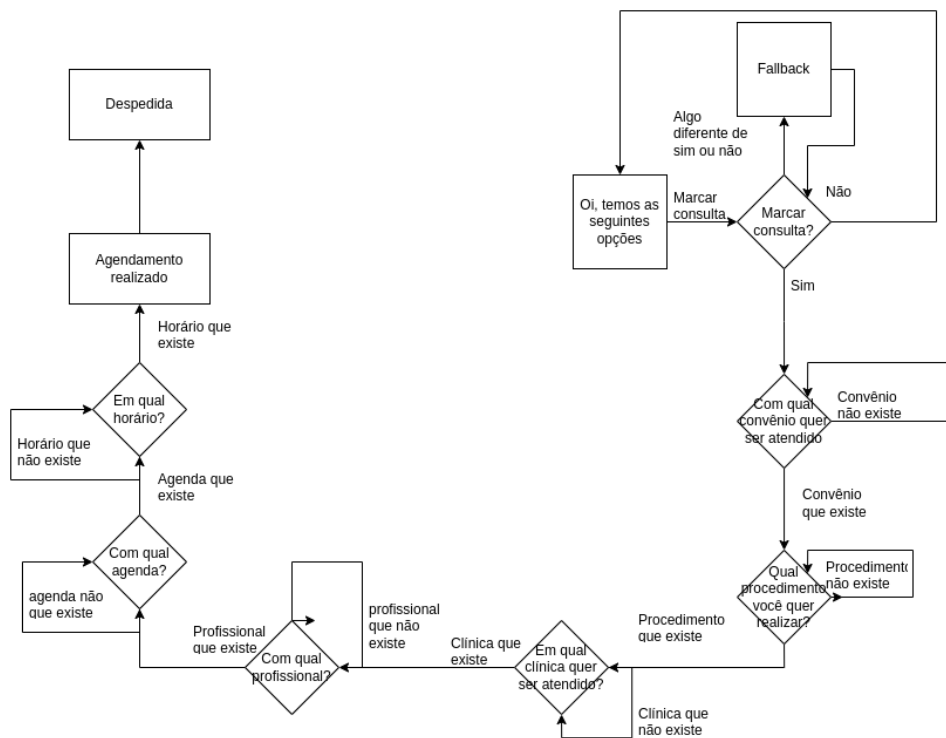 Fallback
Despedida
Algo
diferente de
sim ou não
Oi, temos as
seguintes
opções
Marcar
consulta
Marcar
consulta?
Não
Sim
Agendamento
realizado
Horário que
existe
Em qual
horário?
Horário que
não existe
Com qual
convênio quer
ser atendido
Convênio
não existe
Agenda que
existe
Convênio
que existe
Com qual
agenda?
agenda não
que existe
Qual
procedimento
você quer
realizar?
Procedimento
não existe
Profissional
que existe
Com qual
profissional?
profissional
que não
existe
Clínica que
existe
Em qual
clínica quer
ser atendido?
Procedimento
que existe
Clínica que
não existe